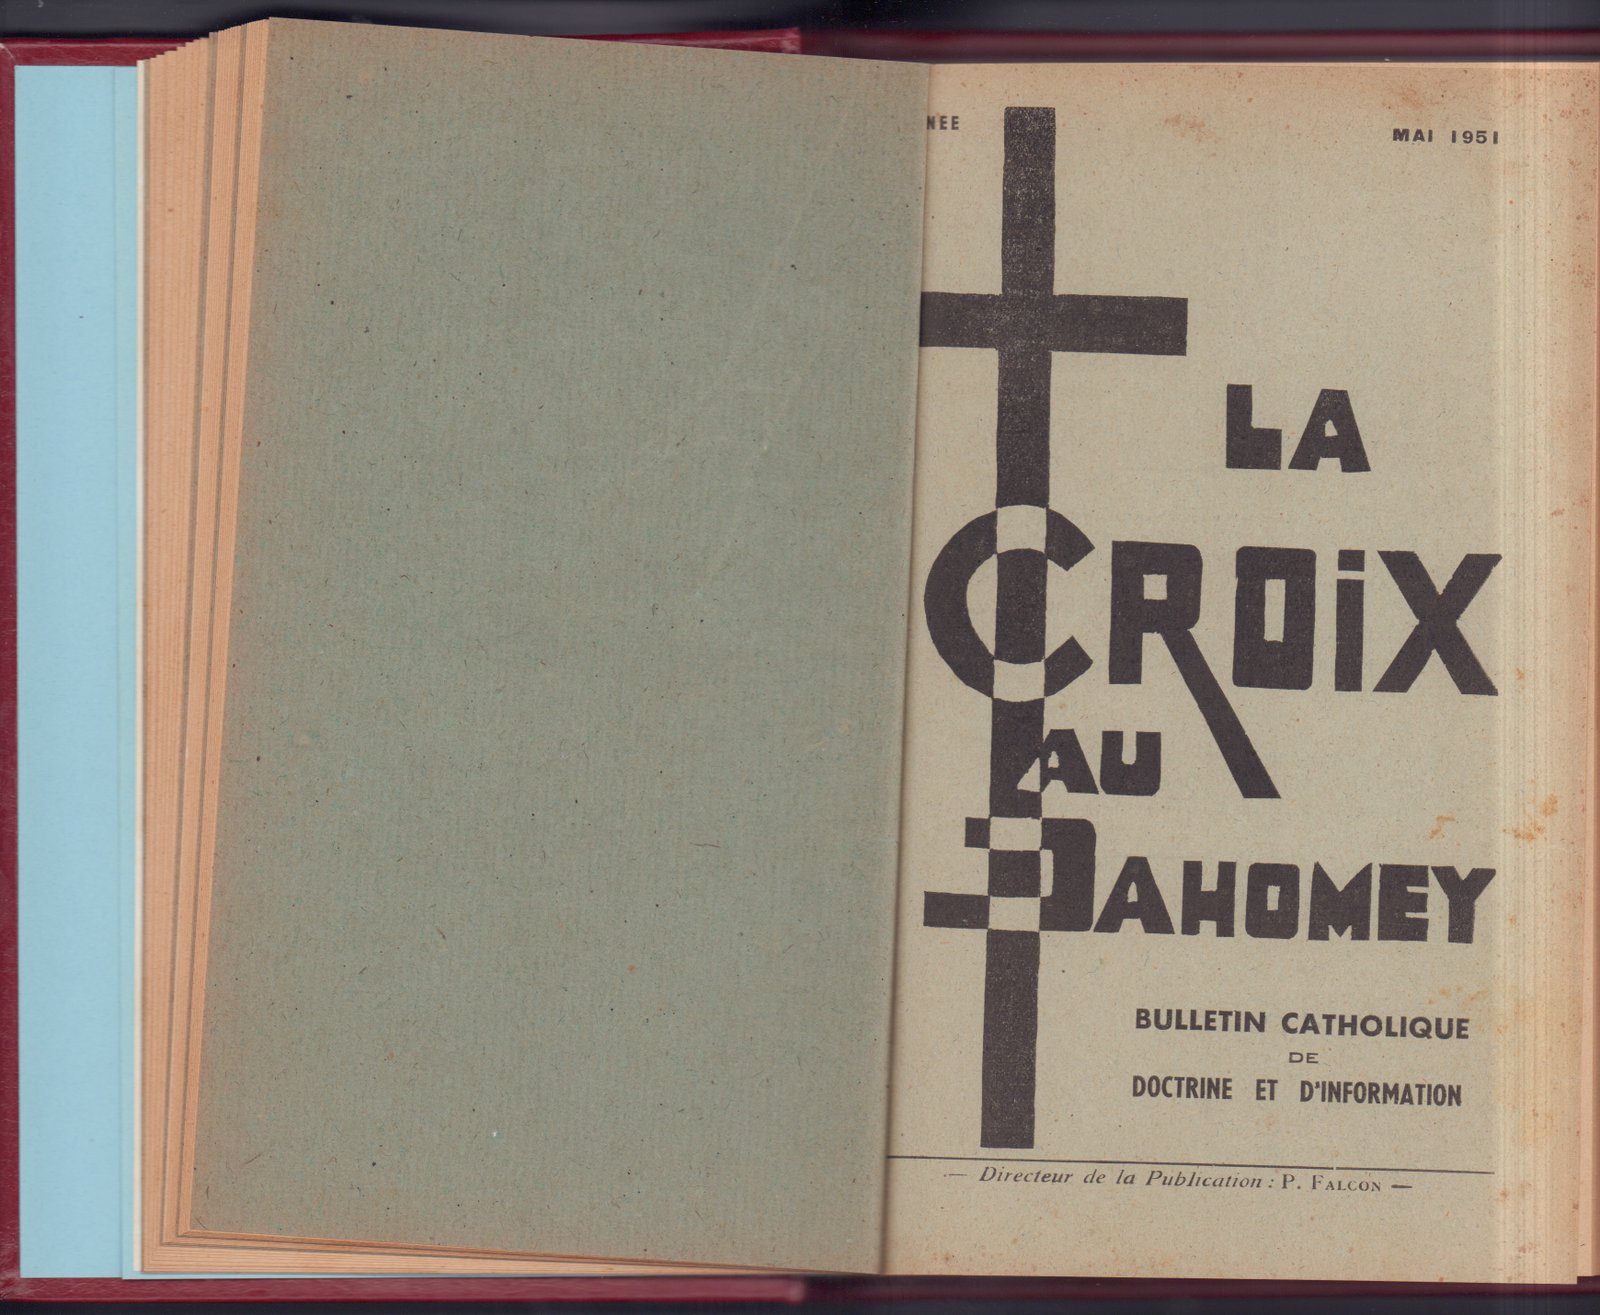 NEE
MAI 1951
LA
CROiX
AU
DAHOMEY
BULLETIN CATHOLIQUE
DE
DOCTRINE ET D'INFORMATION
— Directeur de la Publication : P. FALCON —